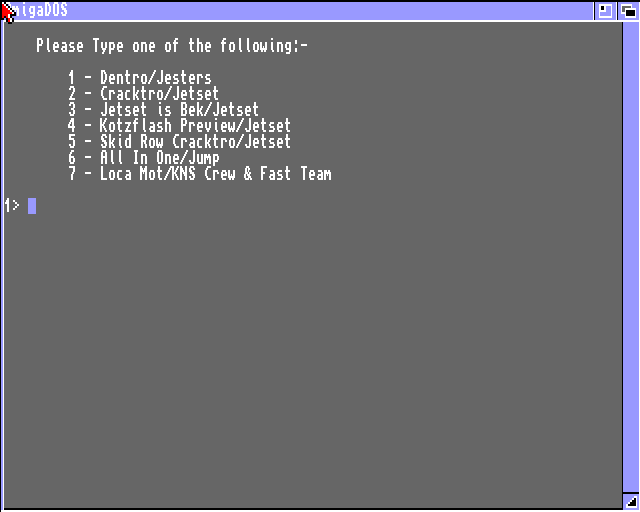 migaDOS
Please Type one of the following:-
1 - Dentro/Jesters
2 - Cracktro/Jetset
3 - Jetset is Bek/Jetset
4 - Kotzflash Preview/Jetset
5 - Skid Row Cracktro/Jetset
6 - All In One/Jump
7 - Loca Mot/KNS Crew & Fast Team
1>